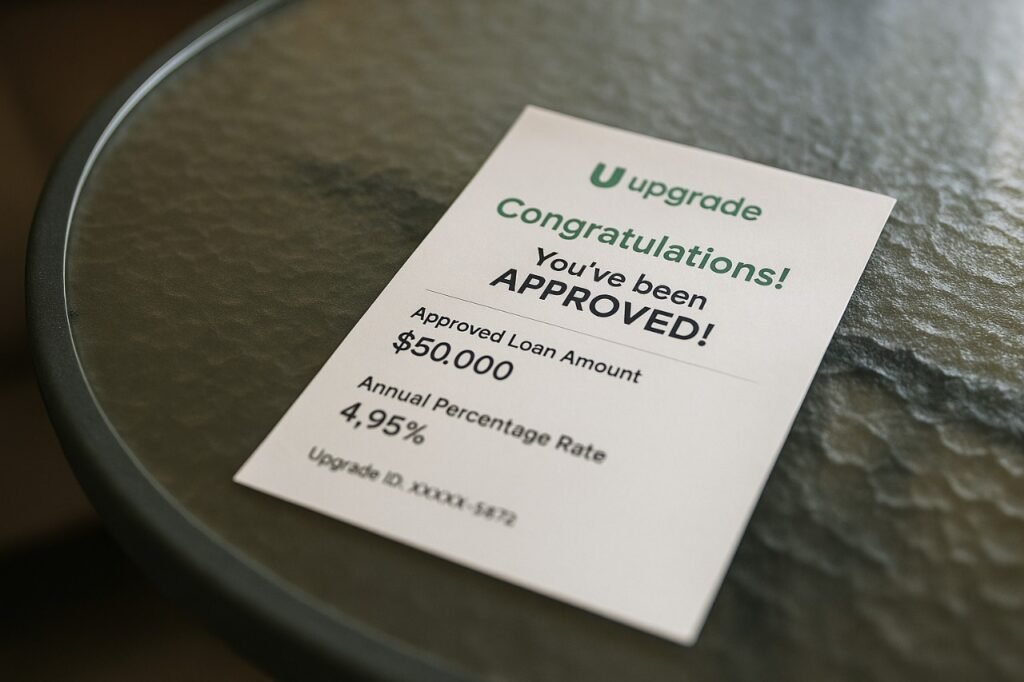 U upgrade
Congratulations!
You've been
APPROVED!
Approved Loan Amount
$50.000
Annual Percentage Rate
4,95%
Upgrade ID. XXXXX-5872